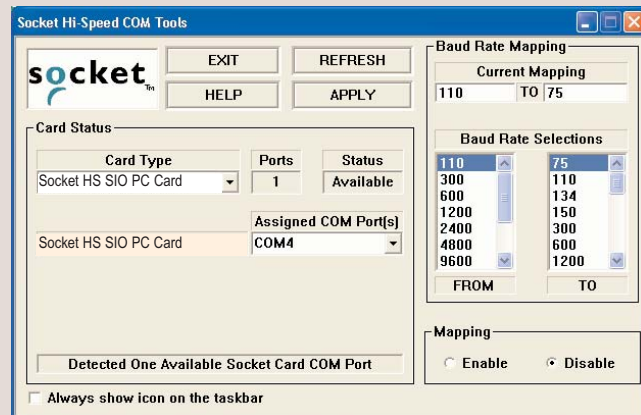 Socket Hi-Speed COM Tools
socket™
EXIT
REFRESH
HELP
APPLY
Card Status
Card Type
Ports
Status
Socket HS SIO PC Card
1
Available
Assigned COM Port(s)
Socket HS SIO PC Card
COM4
Detected One Available Socket Card COM Port
Always show icon on the taskbar
Baud Rate Mapping
Current Mapping
110 TO 75
Baud Rate Selections
110
300
600
1200
2400
4800
9600
FROM
75
110
134
150
300
600
1200
TO
Mapping
Enable
Disable